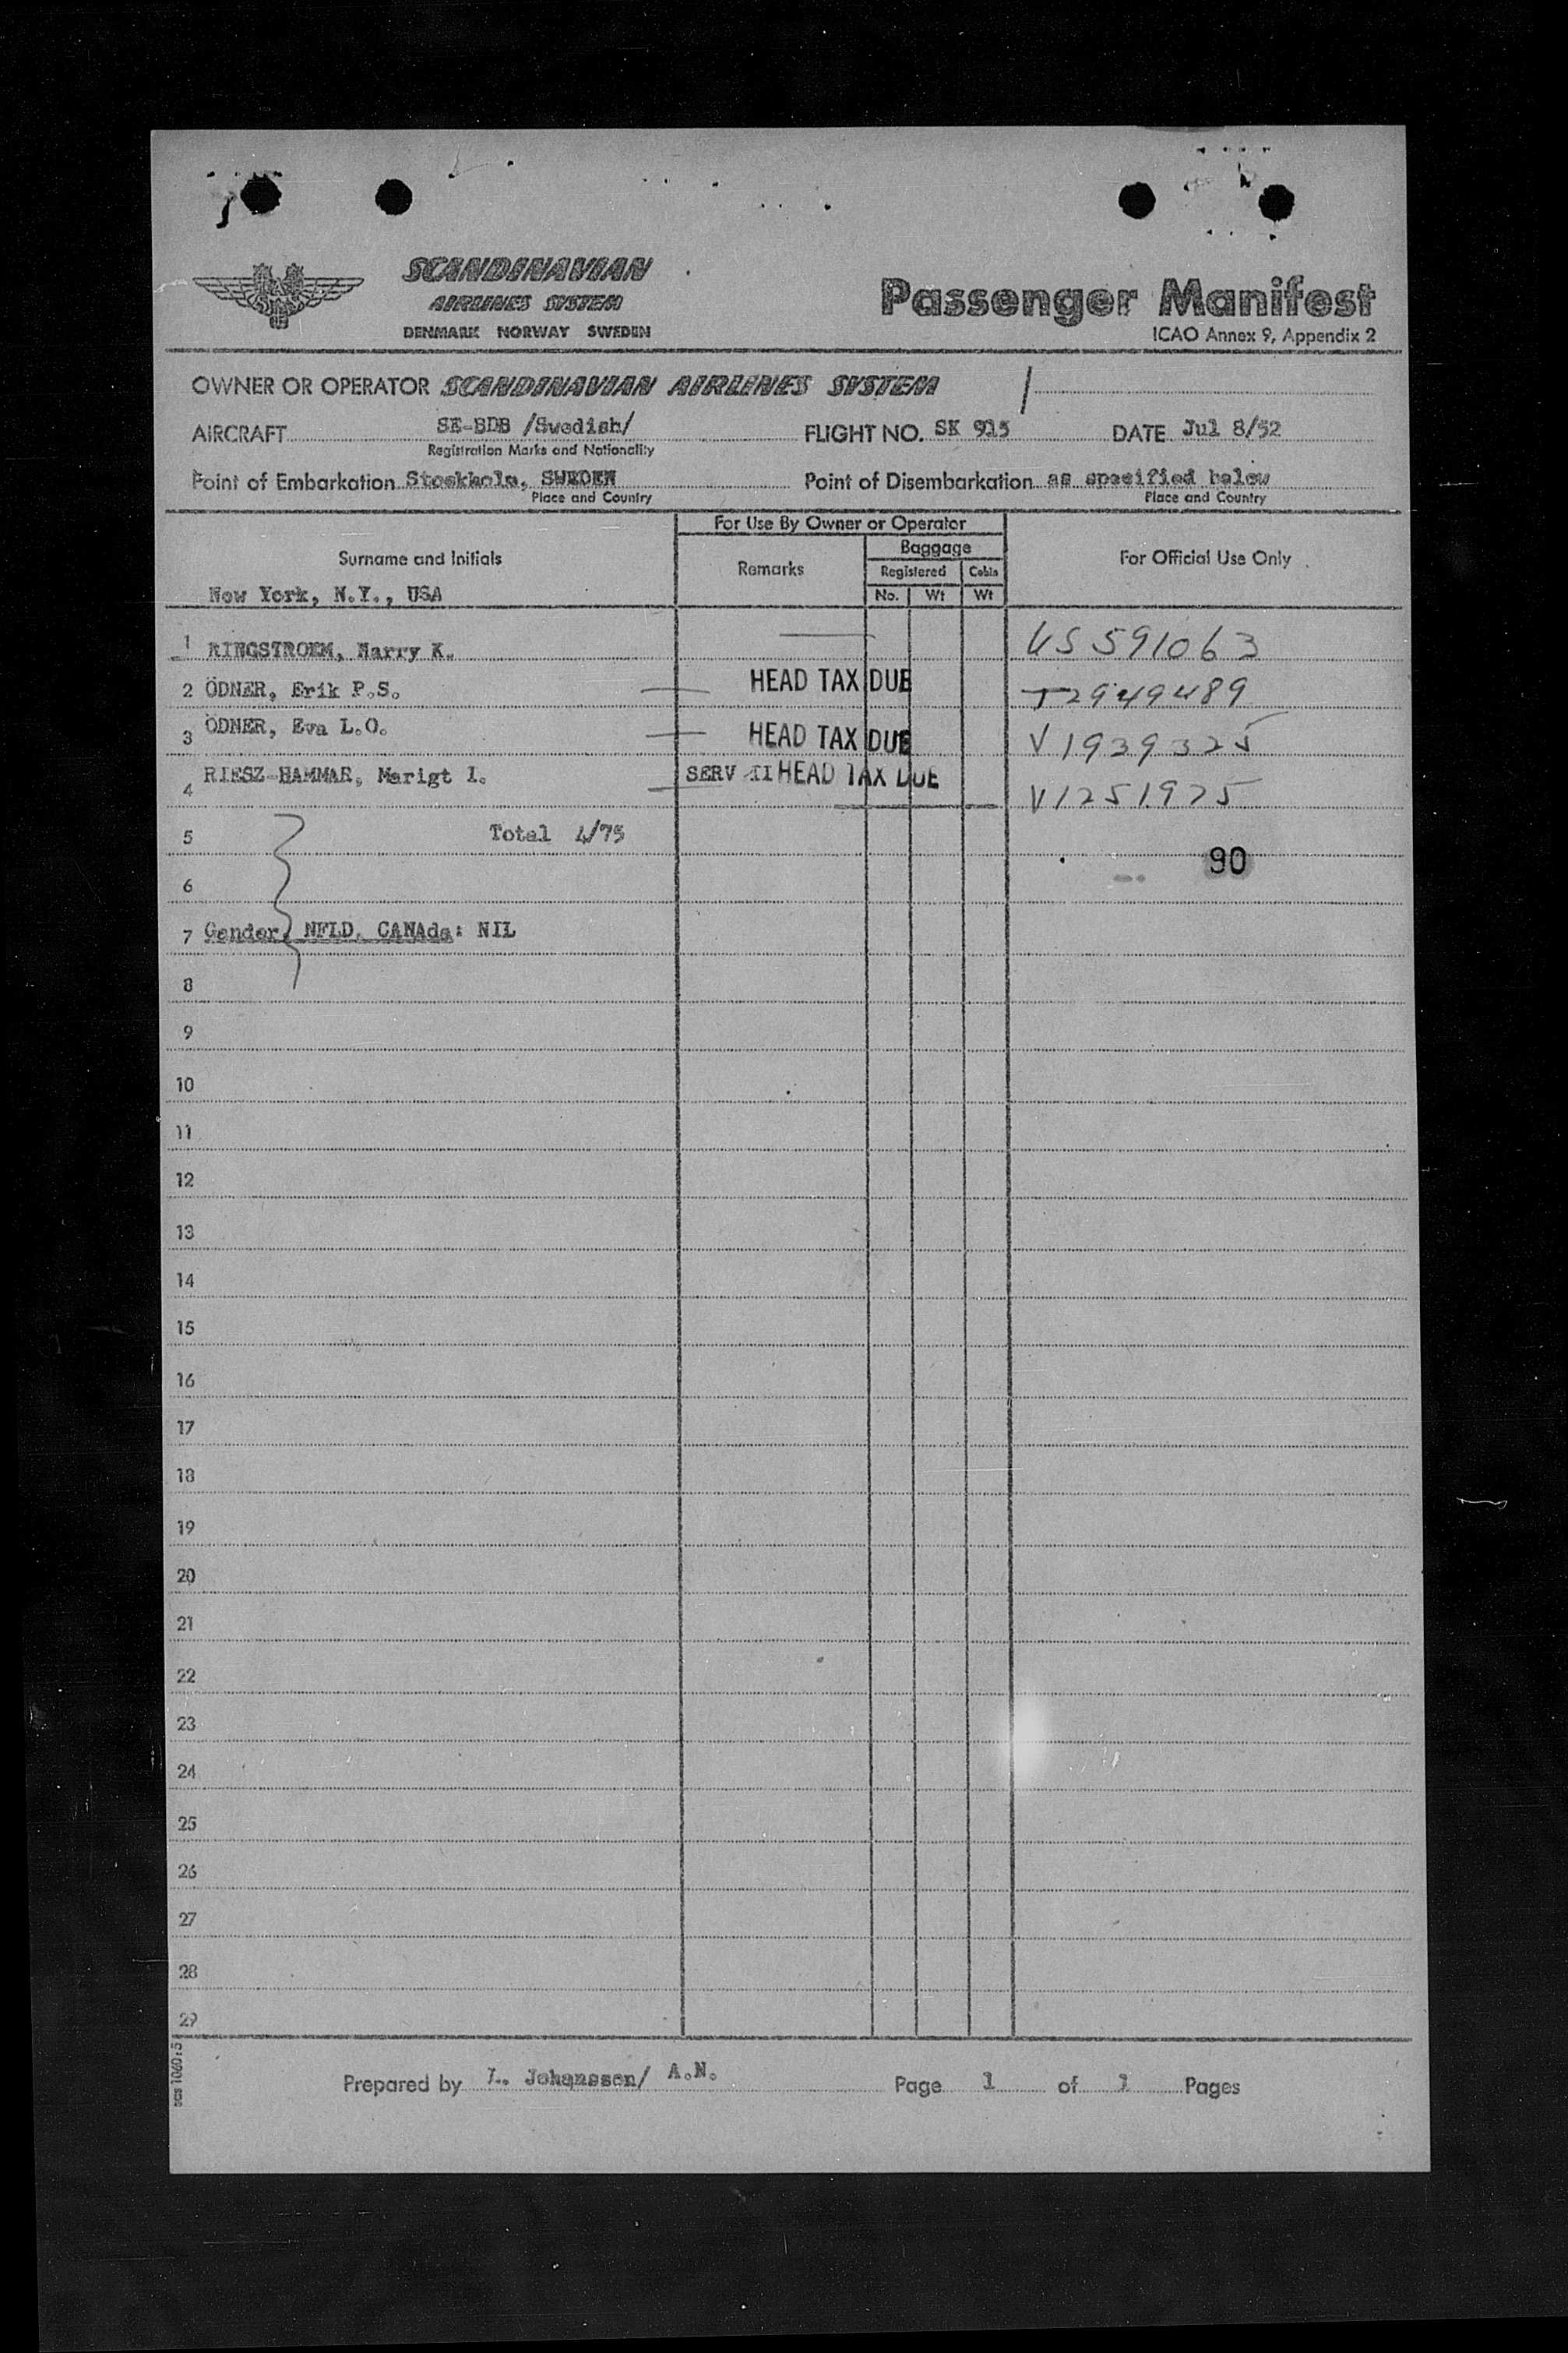 SCANDINAVIAN
AIRLINES SYSTEM
DENMARK NORWAY SWEDEN
Passenger Manifest
ICAO Annex 9, Appendix 2
OWNER OR OPERATOR SCANDINAVIAN AIRLINES SYSTEM
AIRCRAFT SE-BDB /Swedish/ FLIGHT NO. SK 915 DATE Jul 8/52
Registration Marks and Nationality
Point of Embarkation Stockholm, SWEDEN Point of Disembarkation as specified below
Place and Country Place and Country
For Use By Owner or Operator
Surname and Initials Remarks Baggage For Official Use Only
Registered Cabin
No. Wt Wt
New York, N.Y., USA
1 RINGSTROEM, Harry K. US 591063
2 ÖDNER, Erik P.S. HEAD TAX DUE T2949489
3 ÖDNER, Eva L.O. HEAD TAX DUE V1939325
4 RIESZ-HAMMAR, Marigt I. SERV II HEAD TAX DUE V1251975
5 Total 4/75
90
6
7 Gander, NFLD, CANAda: NIL
8
9
10
11
12
13
14
15
16
17
18
19
20
21
22
23
24
25
26
27
28
29
Prepared by L. Johansson/ A.N. Page 1 of 1 Pages
sas 1060:5